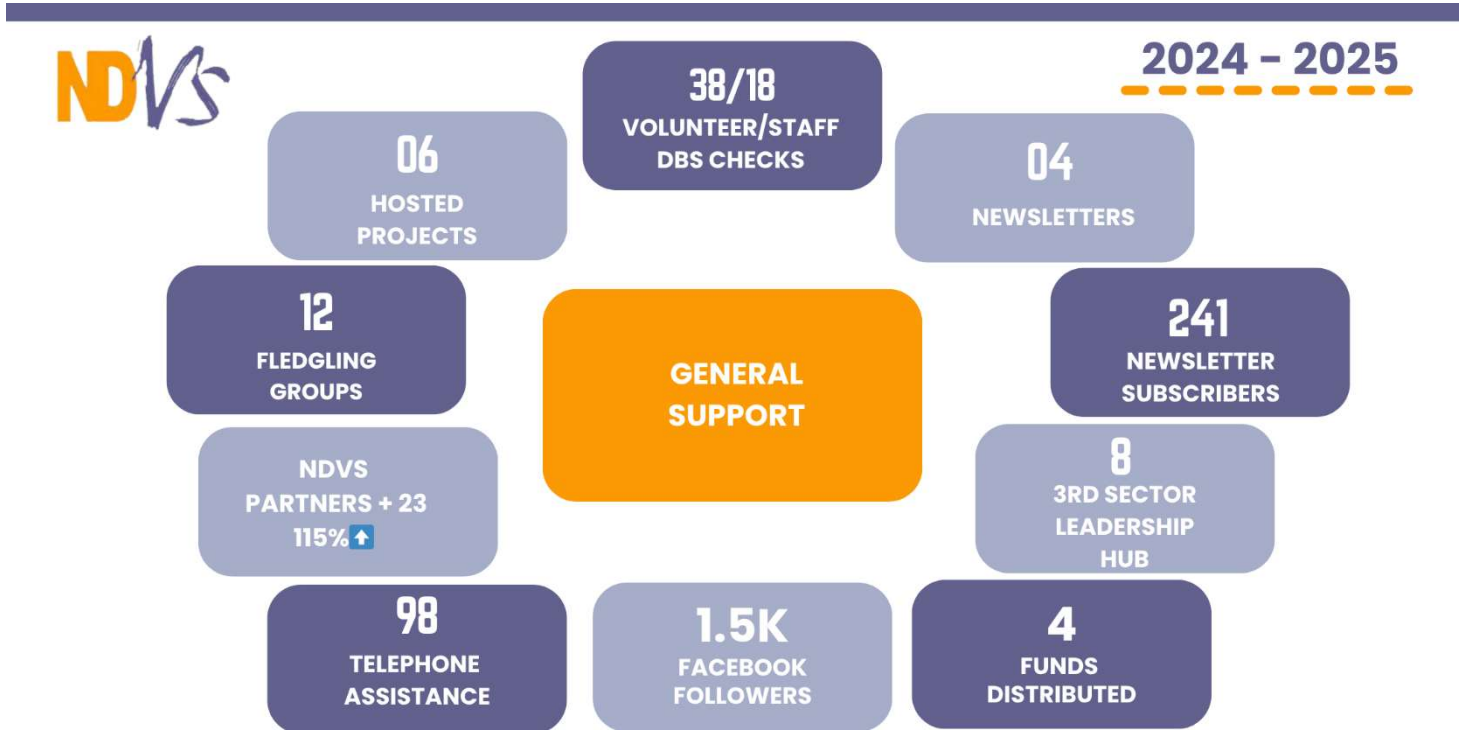 NDVS
2024 - 2025
38/18
VOLUNTEER/STAFF
DBS CHECKS
06
HOSTED
PROJECTS
04
NEWSLETTERS
12
FLEDGLING
GROUPS
GENERAL
SUPPORT
241
NEWSLETTER
SUBSCRIBERS
NDVS
PARTNERS + 23
115%⬆
8
3RD SECTOR
LEADERSHIP
HUB
98
TELEPHONE
ASSISTANCE
1.5K
FACEBOOK
FOLLOWERS
4
FUNDS
DISTRIBUTED